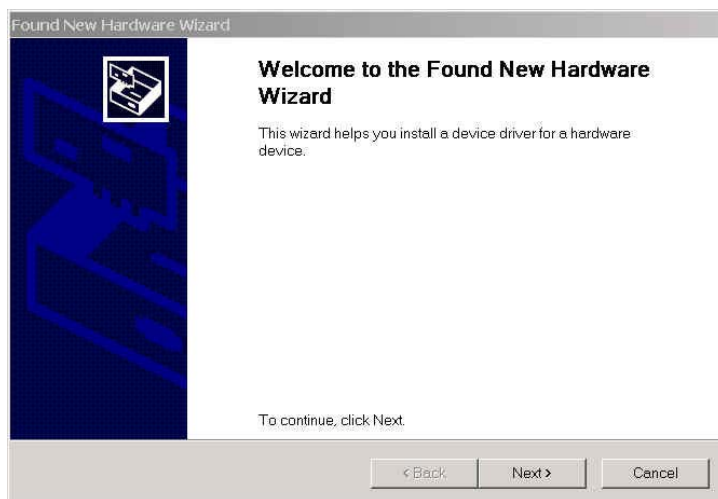 Found New Hardware Wizard
Welcome to the Found New Hardware
Wizard
This wizard helps you install a device driver for a hardware
device.
To continue, click Next.
< Back
Next >
Cancel